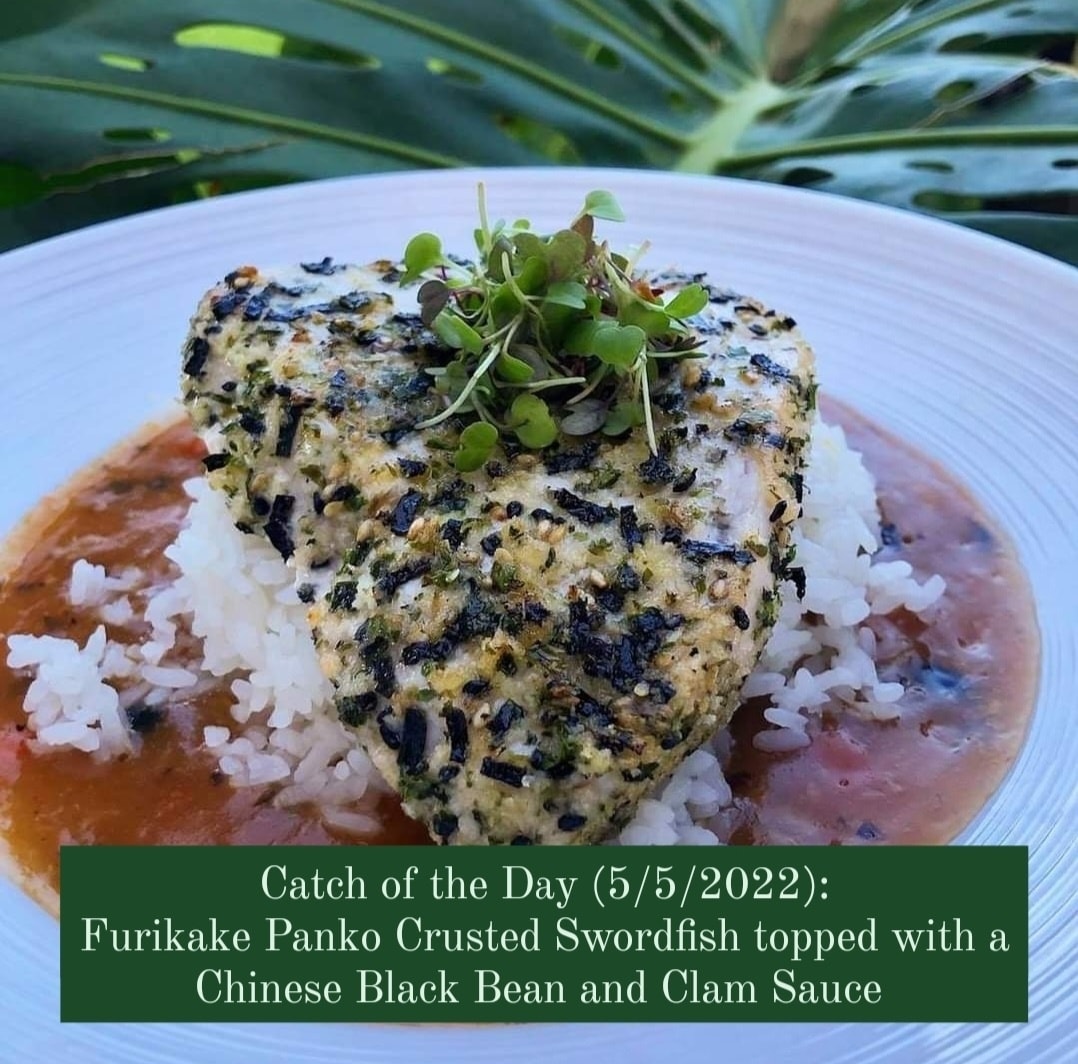 Catch of the Day (5/5/2022):
Furikake Panko Crusted Swordfish topped with a
Chinese Black Bean and Clam Sauce